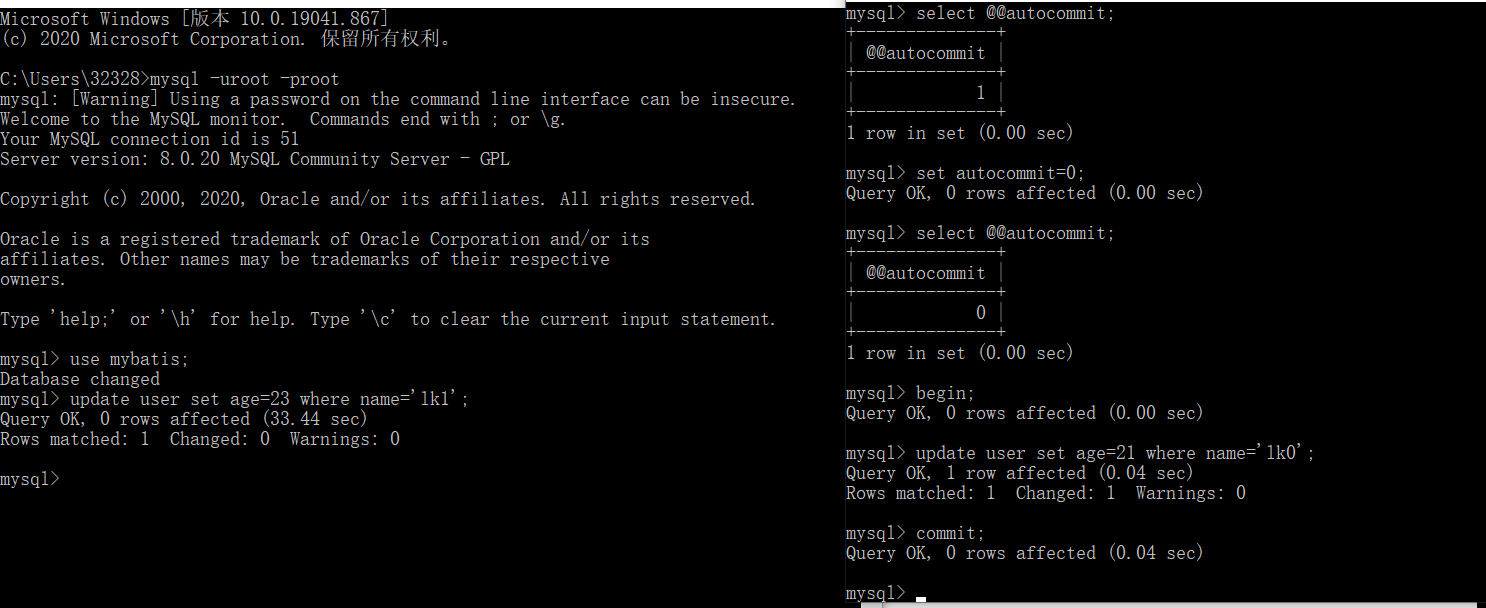 Microsoft Windows [版本 10.0.19041.867]
(c) 2020 Microsoft Corporation. 保留所有权利。
C:\Users\32328>mysql -uroot -proot
mysql: [Warning] Using a password on the command line interface can be insecure.
Welcome to the MySQL monitor.  Commands end with ; or \g.
Your MySQL connection id is 51
Server version: 8.0.20 MySQL Community Server - GPL
Copyright (c) 2000, 2020, Oracle and/or its affiliates. All rights reserved.
Oracle is a registered trademark of Oracle Corporation and/or its
affiliates. Other names may be trademarks of their respective
owners.
Type 'help;' or '\h' for help. Type '\c' to clear the current input statement.
mysql> use mybatis;
Database changed
mysql> update user set age=23 where name='lk1';
Query OK, 0 rows affected (33.44 sec)
Rows matched: 1  Changed: 0  Warnings: 0
mysql>
mysql> select @@autocommit;
+--------------+
| @@autocommit |
+--------------+
|            1 |
+--------------+
1 row in set (0.00 sec)
mysql> set autocommit=0;
Query OK, 0 rows affected (0.00 sec)
mysql> select @@autocommit;
+--------------+
| @@autocommit |
+--------------+
|            0 |
+--------------+
1 row in set (0.00 sec)
mysql> begin;
Query OK, 0 rows affected (0.00 sec)
mysql> update user set age=21 where name='lk0';
Query OK, 1 row affected (0.04 sec)
Rows matched: 1  Changed: 1  Warnings: 0
mysql> commit;
Query OK, 0 rows affected (0.04 sec)
mysql>